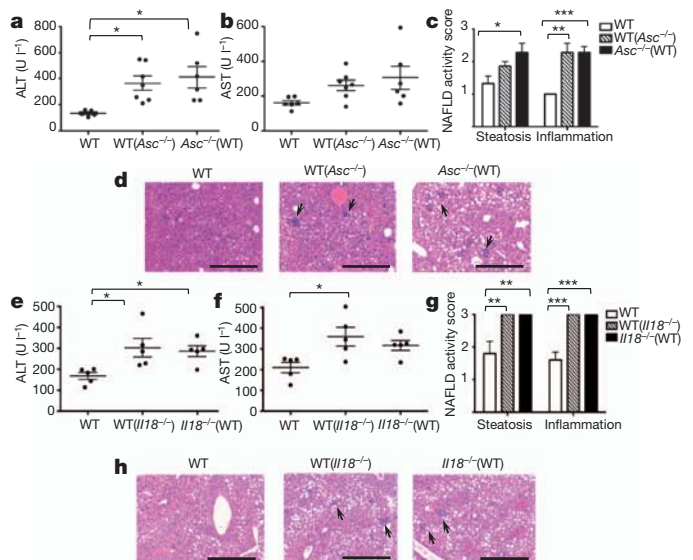 a
ALT (U l⁻¹)
800
600
400
200
0
*
*
WT
WT(Asc⁻/⁻)
Asc⁻/⁻(WT)
b
AST (U l⁻¹)
600
400
200
0
WT
WT(Asc⁻/⁻)
Asc⁻/⁻(WT)
c
NAFLD activity score
3
2
1
*
***
**
Steatosis
Inflammation
WT
WT(Asc⁻/⁻)
Asc⁻/⁻(WT)
d
WT
WT(Asc⁻/⁻)
Asc⁻/⁻(WT)
e
ALT (U l⁻¹)
500
400
300
200
100
0
*
*
WT
WT(Il18⁻/⁻)
Il18⁻/⁻(WT)
f
AST (U l⁻¹)
500
400
300
200
100
0
*
WT
WT(Il18⁻/⁻)
Il18⁻/⁻(WT)
g
NAFLD activity score
3
2
1
**
**
***
***
Steatosis
Inflammation
WT
WT(Il18⁻/⁻)
Il18⁻/⁻(WT)
h
WT
WT(Il18⁻/⁻)
Il18⁻/⁻(WT)